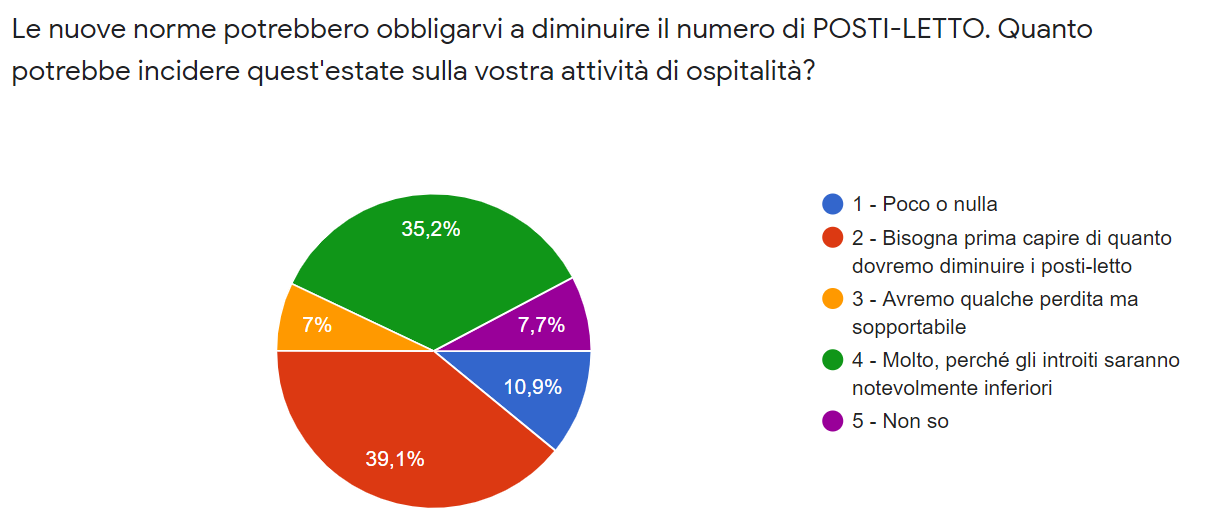 Le nuove norme potrebbero obbligarvi a diminuire il numero di POSTI-LETTO. Quanto
potrebbe incidere quest'estate sulla vostra attività di ospitalità?
35,2%
7%
7,7%
10,9%
39,1%
1 - Poco o nulla
2 - Bisogna prima capire di quanto
dovremo diminuire i posti-letto
3 - Avremo qualche perdita ma
sopportabile
4 - Molto, perché gli introiti saranno
notevolmente inferiori
5 - Non so